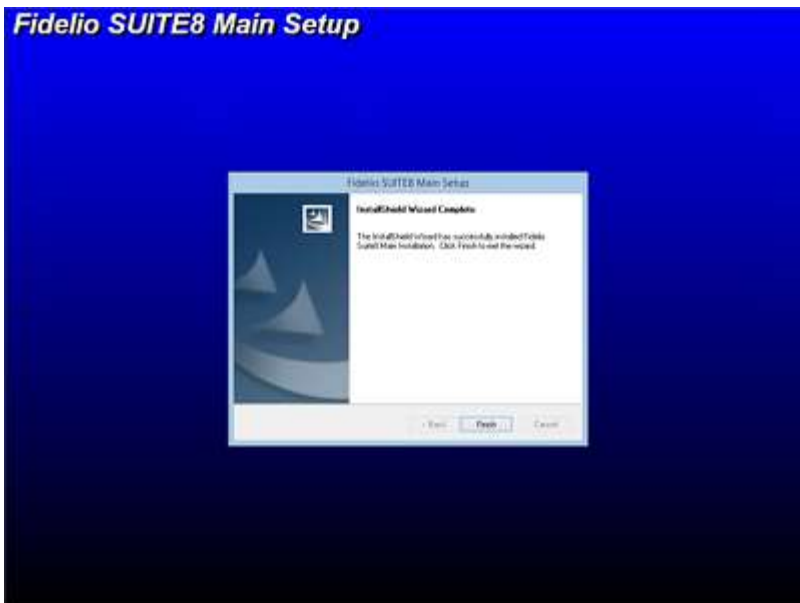 Fidelio SUITE8 Main Setup
Fidelio SUITE8 Main Setup
InstallShield Wizard Complete
The InstallShield Wizard has successfully installed Fidelio
Suite8 Main Installation. Click Finish to exit the wizard.
< Back Finish Cancel